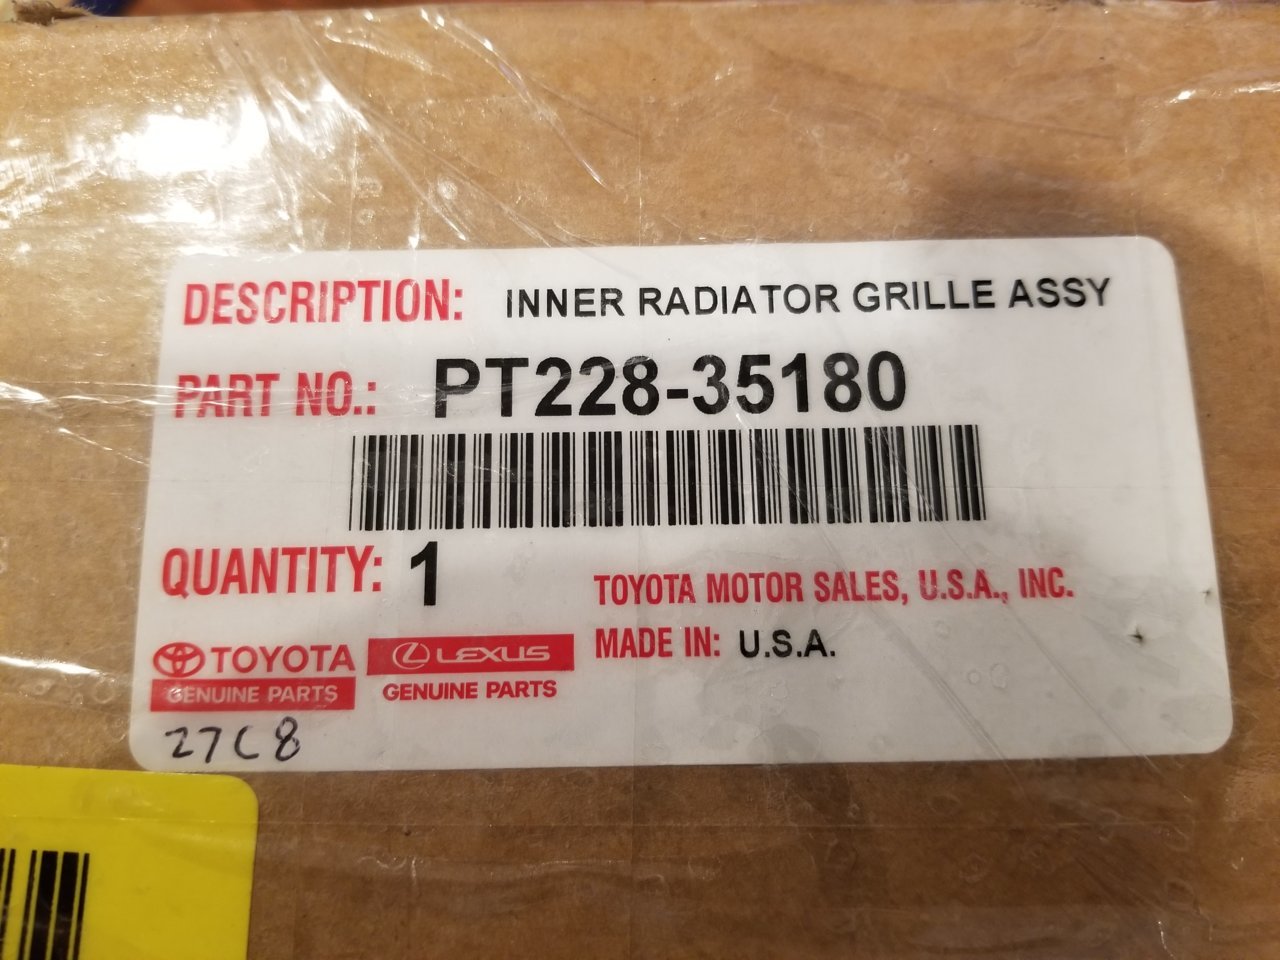 DESCRIPTION: INNER RADIATOR GRILLE ASSY
PART NO.: PT228-35180
QUANTITY: 1
TOYOTA MOTOR SALES, U.S.A., INC.
MADE IN: U.S.A.
TOYOTA
GENUINE PARTS
LEXUS
GENUINE PARTS
27C8